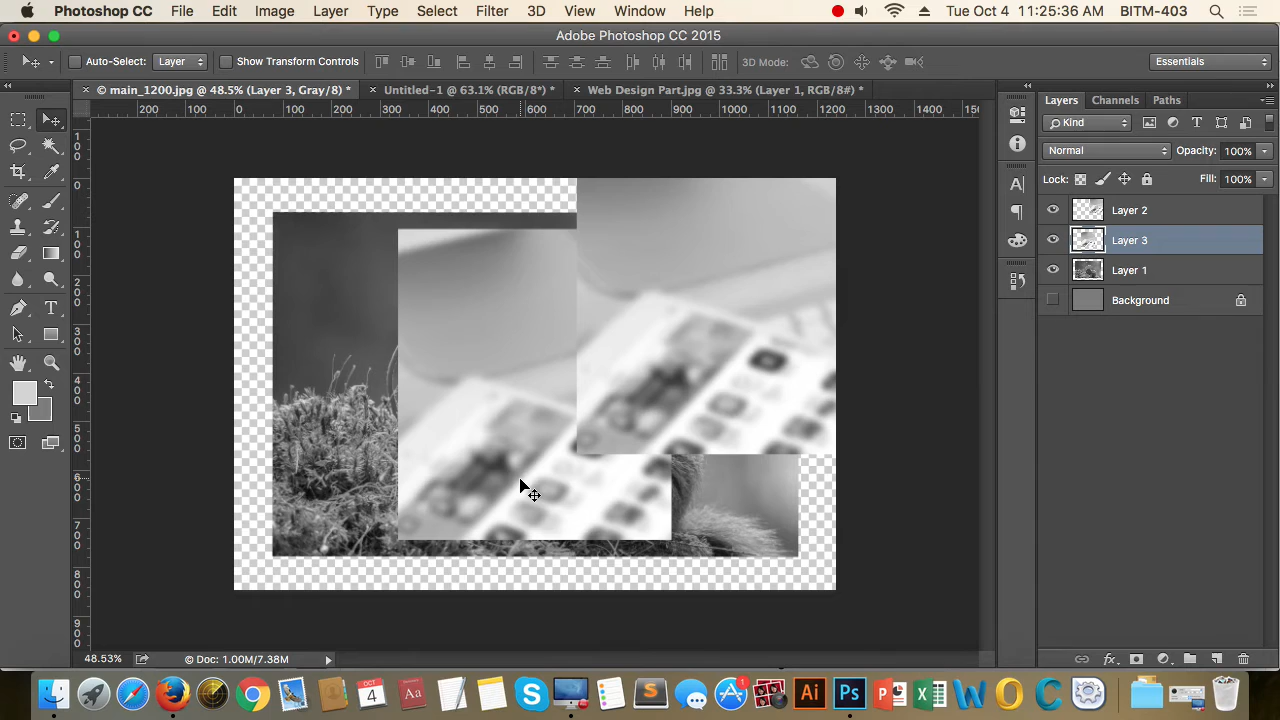 Photoshop CC File Edit Image Layer Type Select Filter 3D View Window Help Tue Oct 4 11:25:36 AM BITM-403
Adobe Photoshop CC 2015
Auto-Select: Layer Show Transform Controls 3D Mode: Essentials
× © main_1200.jpg @ 48.5% (Layer 3, Gray/8) * × Untitled-1 @ 63.1% (RGB/8*) * × Web Design Part.jpg @ 33.3% (Layer 1, RGB/8#) *
200 100 0 100 200 300 400 500 600 700 800 900 1000 1100 1200 1300 1400
0
100
200
300
400
500
600
700
800
900
Layers Channels Paths
Kind
Normal Opacity: 100%
Lock: Fill: 100%
Layer 2
Layer 3
Layer 1
Background
48.53% © Doc: 1.00M/7.38M
OCT
4
Aa
S
1
Ai
Ps